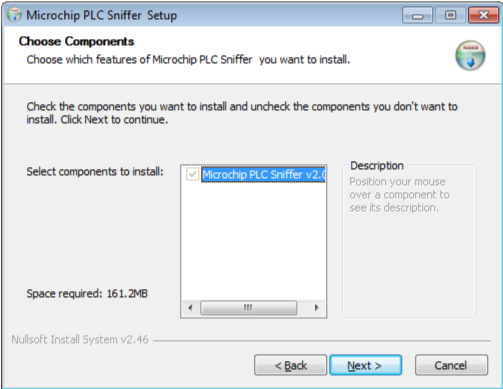 Microchip PLC Sniffer Setup
Choose Components
Choose which features of Microchip PLC Sniffer you want to install.
Check the components you want to install and uncheck the components you don't want to
install. Click Next to continue.
Select components to install:
Microchip PLC Sniffer v2.0
Description
Position your mouse
over a component to
see its description.
Space required: 161.2MB
Nullsoft Install System v2.46
< Back
Next >
Cancel